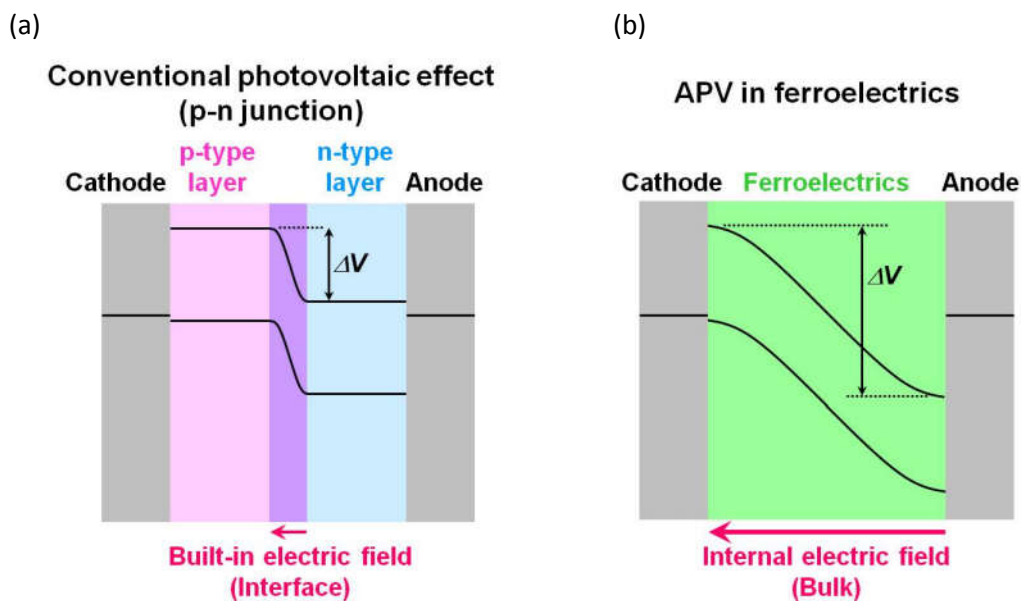 (a)
Conventional photovoltaic effect
(p-n junction)
p-type
layer
n-type
layer
Cathode
Anode
ΔV
Built-in electric field
(Interface)
(b)
APV in ferroelectrics
Cathode
Ferroelectrics
Anode
ΔV
Internal electric field
(Bulk)